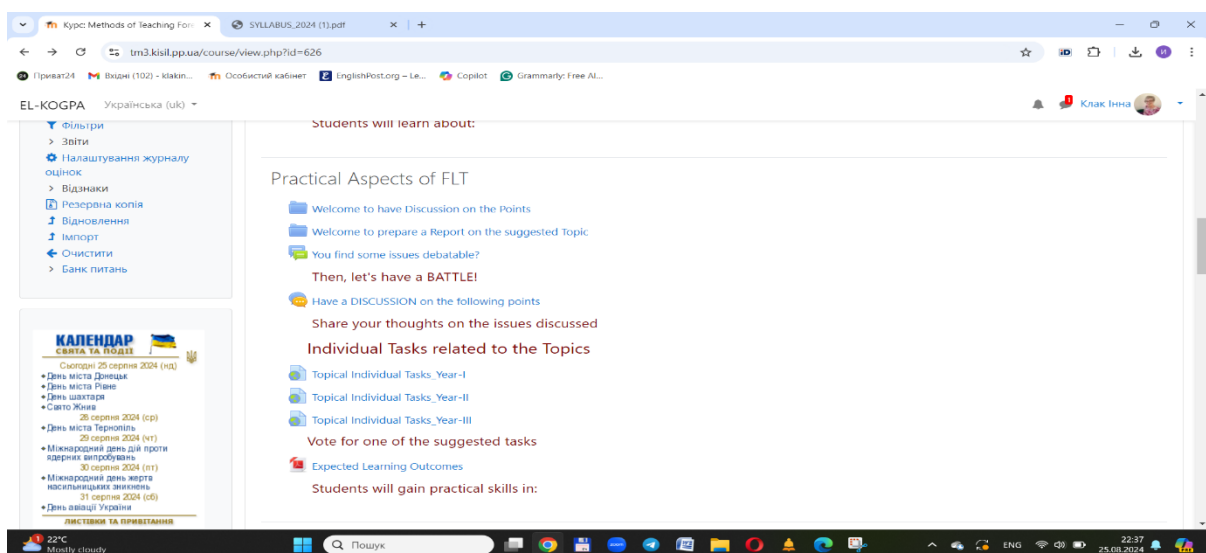 Курс: Methods of Teaching Fore
SYLLABUS_2024 (1).pdf
tm3.kisil.pp.ua/course/view.php?id=626
Приват24
Вхідні (102) - klakin...
Особистий кабінет
EnglishPost.org – Le...
Copilot
Grammarly: Free AI...
EL-KOGPA
Українська (uk)
1
Клак Інна
Фільтри
Звіти
Налаштування журналу
оцінок
Відзнаки
Резервна копія
Відновлення
Імпорт
Очистити
Банк питань
КАЛЕНДАР
СВЯТА ТА ПОДІЇ
Сьогодні 25 серпня 2024 (нд)
День міста Донецьк
День міста Рівне
День шахтаря
Свято Жнив
28 серпня 2024 (ср)
День міста Тернопіль
29 серпня 2024 (чт)
Міжнародний день дій проти
ядерних випробувань
30 серпня 2024 (пт)
Міжнародний день жертв
насильницьких зникнень
31 серпня 2024 (сб)
День авіації України
ЛИСТІВКИ ТА ПРИВІТАННЯ
Students will learn about:
Practical Aspects of FLT
Welcome to have Discussion on the Points
Welcome to prepare a Report on the suggested Topic
You find some issues debatable?
Then, let's have a BATTLE!
Have a DISCUSSION on the following points
Share your thoughts on the issues discussed
Individual Tasks related to the Topics
Topical Individual Tasks_Year-I
Topical Individual Tasks_Year-II
Topical Individual Tasks_Year-III
Vote for one of the suggested tasks
Expected Learning Outcomes
Students will gain practical skills in:
1
22°C
Mostly cloudy
Пошук
ENG
22:37
25.08.2024